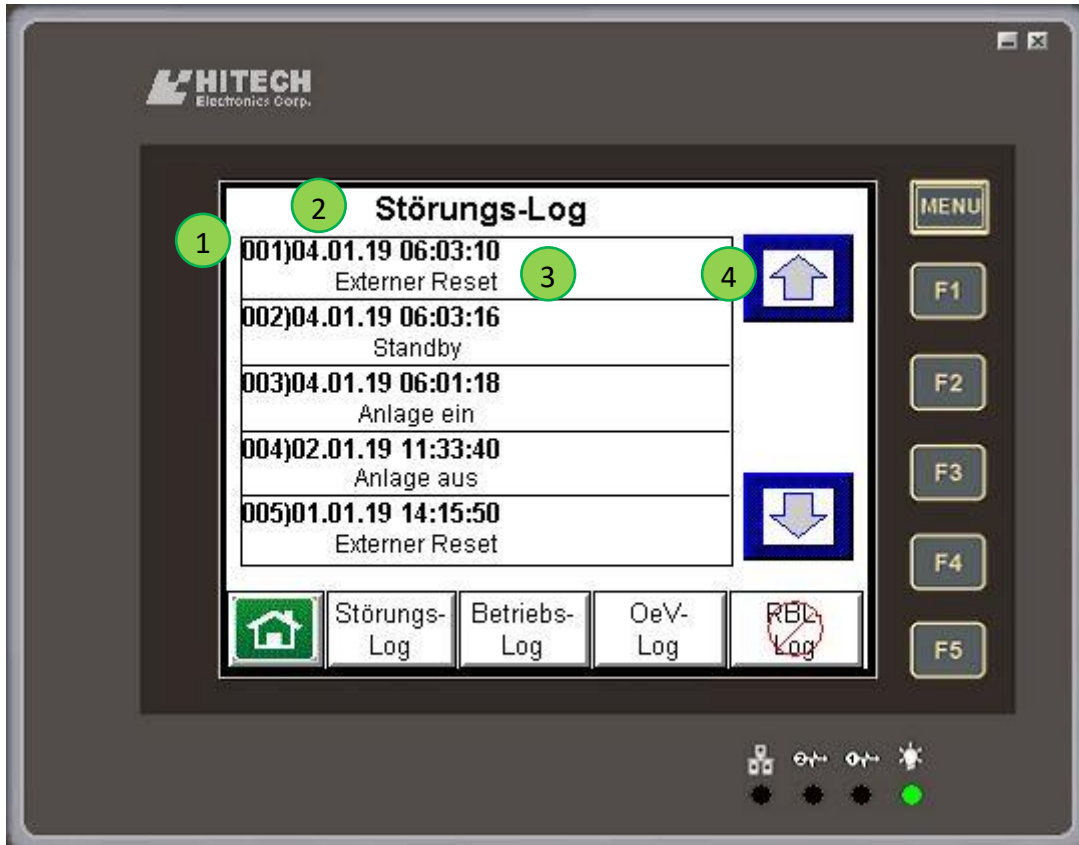 HITECH
Electronics Corp.
2
Störungs-Log
1
001)04.01.19 06:03:10
Externer Reset
3
4
002)04.01.19 06:03:16
Standby
003)04.01.19 06:01:18
Anlage ein
004)02.01.19 11:33:40
Anlage aus
005)01.01.19 14:15:50
Externer Reset
Störungs-
Log
Betriebs-
Log
OeV-
Log
RBL-
Log
MENU
F1
F2
F3
F4
F5